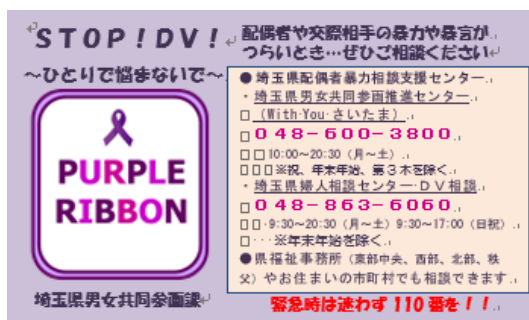 STOP!DV!
～ひとりで悩まないで～
PURPLE
RIBBON
埼玉県男女共同参画課
配偶者や交際相手の暴力や暴言が
つらいとき…ぜひご相談ください
●埼玉県配偶者暴力相談支援センター
・埼玉県男女共同参画推進センター
（With You さいたま）
048-600-3800
10:00～20:30（月～土）
※祝、年末年始、第3木を除く
・埼玉県婦人相談センター DV相談
048-863-6060
・9:30～20:30（月～土）9:30～17:00（日祝）
・・・※年末年始を除く
●県福祉事務所（東部中央、西部、北部、秩
父）やお住まいの市町村でも相談できます
緊急時は迷わず110番を！！